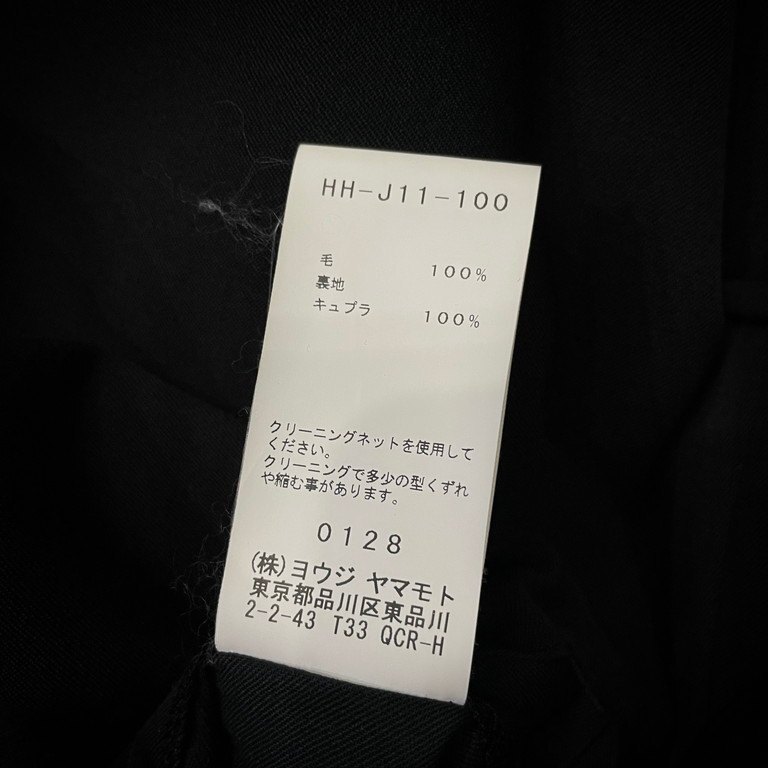 HH-J11-100
毛 100%
裏地
キュプラ 100%
クリーニングネットを使用して
ください。
クリーニングで多少の型くずれ
や縮む事があります。
0128
(株)ヨウジ ヤマモト
東京都品川区東品川
2-2-43 T33 QCR-H